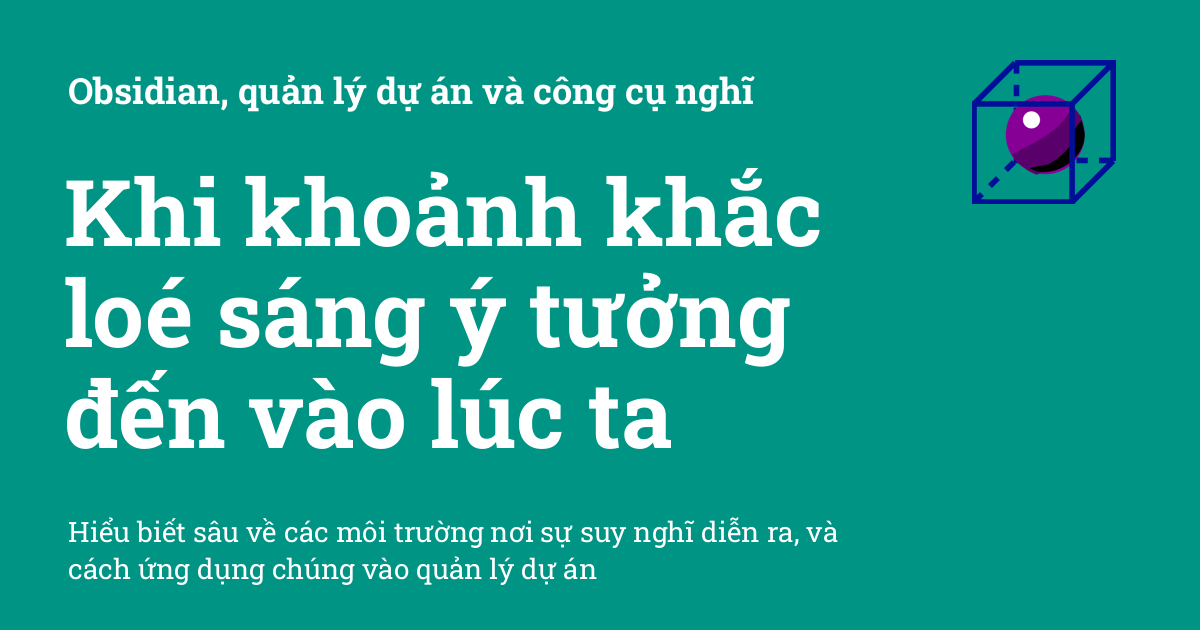 Obsidian, quản lý dự án và công cụ nghĩ
Khi khoảnh khắc
loé sáng ý tưởng
đến vào lúc ta
Hiểu biết sâu về các môi trường nơi sự suy nghĩ diễn ra, và
cách ứng dụng chúng vào quản lý dự án